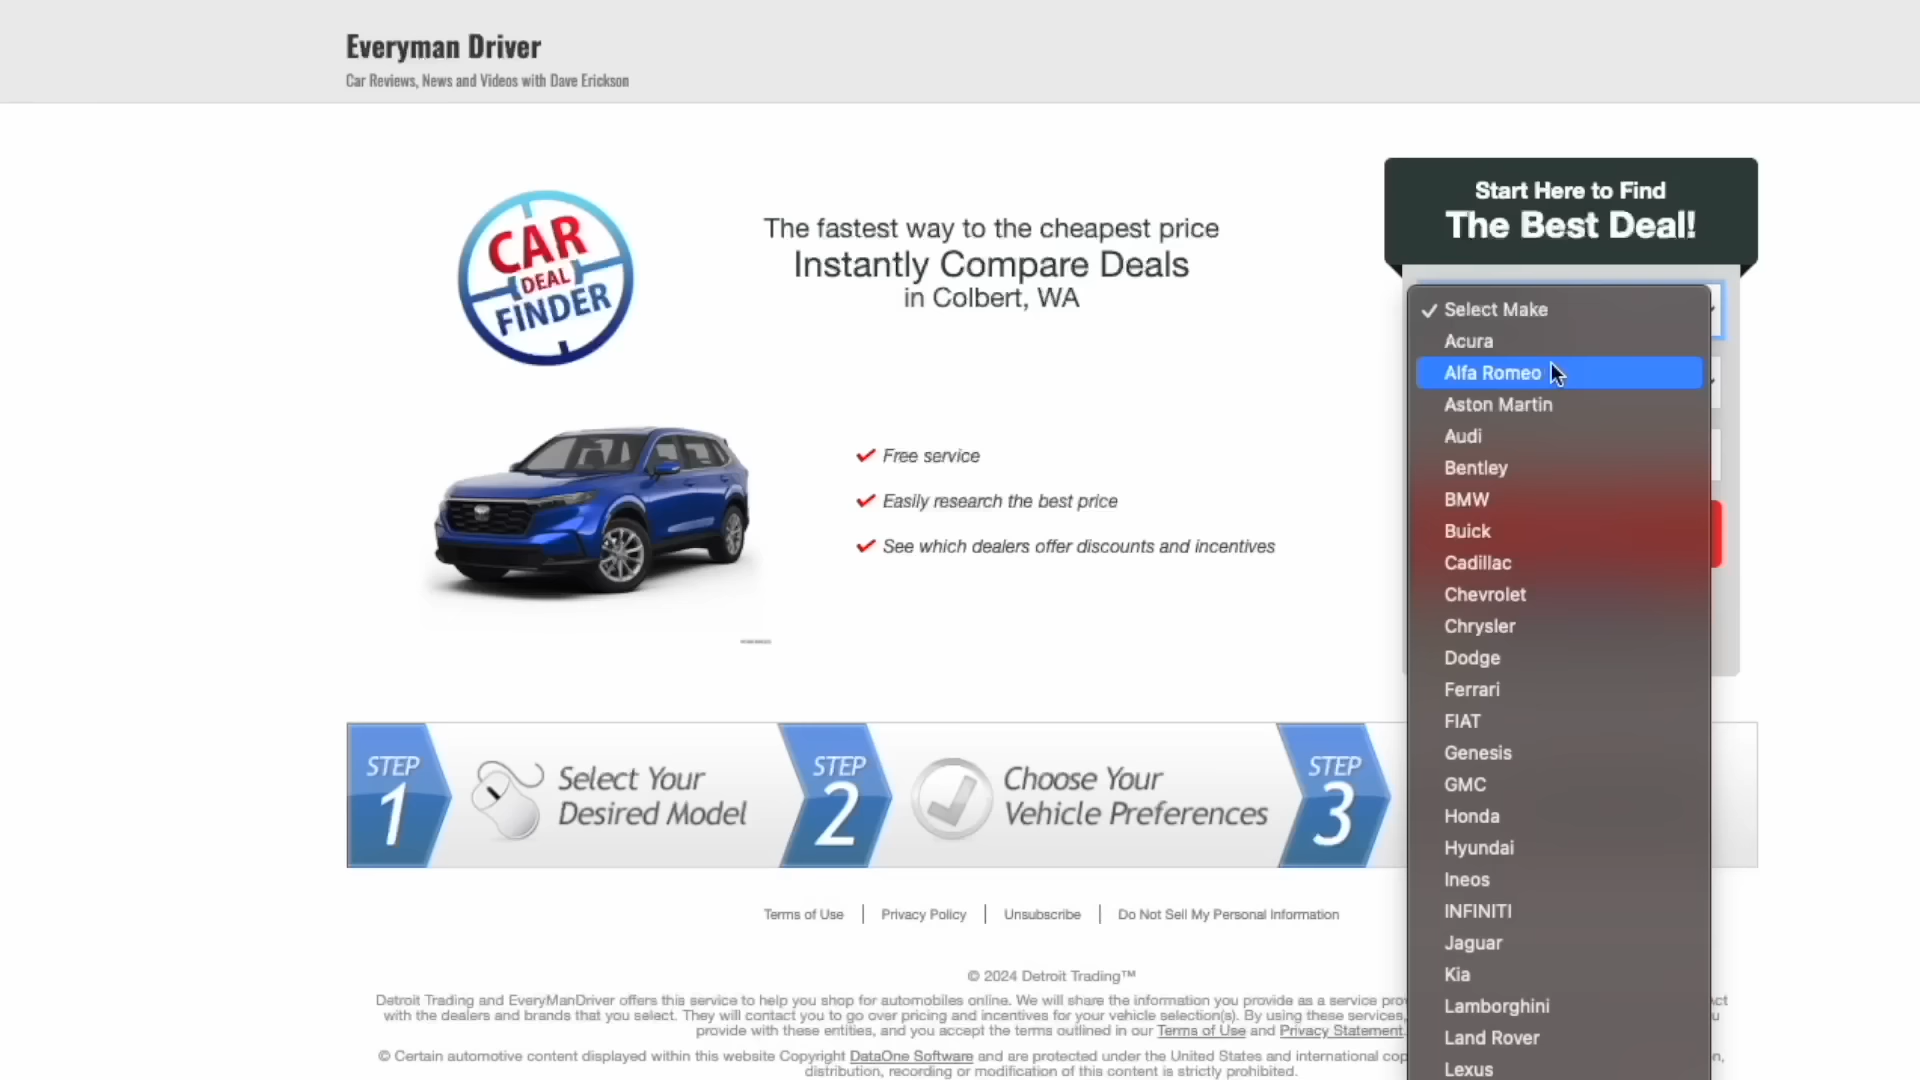 Everyman Driver
Car Reviews, News and Videos with Dave Erickson
CAR
DEAL
FINDER
The fastest way to the cheapest price
Instantly Compare Deals
in Colbert, WA
Free service
Easily research the best price
See which dealers offer discounts and incentives
Start Here to Find
The Best Deal!
✓ Select Make
Acura
Alfa Romeo
Aston Martin
Audi
Bentley
BMW
Buick
Cadillac
Chevrolet
Chrysler
Dodge
Ferrari
FIAT
Genesis
GMC
Honda
Hyundai
Ineos
INFINITI
Jaguar
Kia
Lamborghini
Land Rover
Lexus
STEP
1
Select Your
Desired Model
STEP
2
Choose Your
Vehicle Preferences
STEP
3
Terms of Use | Privacy Policy | Unsubscribe | Do Not Sell My Personal Information
© 2024 Detroit Trading™
Detroit Trading and EveryManDriver offers this service to help you shop for automobiles online. We will share the information you provide as a service
with the dealers and brands that you select. They will contact you to go over pricing and incentives for your vehicle selection(s). By using these services,
provide with these entities, and you accept the terms outlined in our Terms of Use and Privacy Statement.
© Certain automotive content displayed within this website Copyright DataOne Software and are protected under the United States and international
distribution, recording or modification of this content is strictly prohibited.